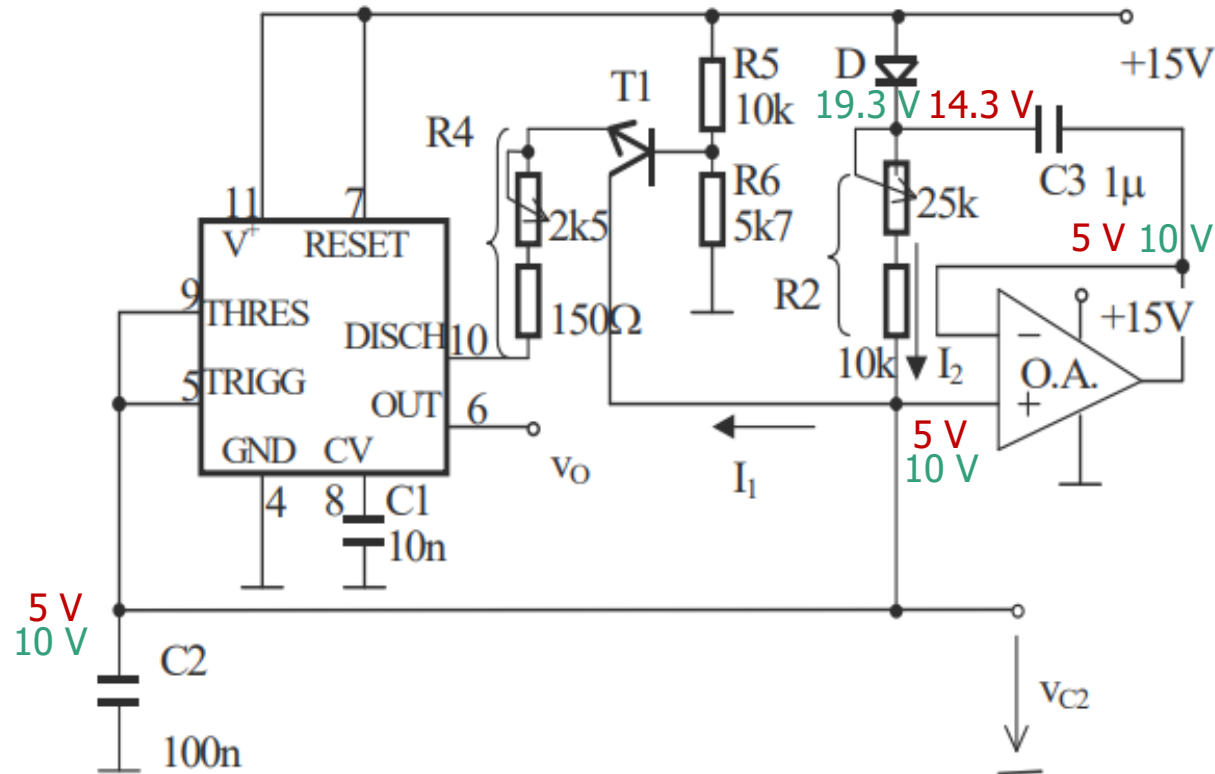 +15V
D
19.3 V 14.3 V
C3 1µ
5 V 10 V
R5
10k
T1
R4
R6
5k7
2k5
150Ω
25k
R2
10k
I₂
11
7
V⁺
RESET
9
THRES
DISCH
10
5
TRIGG
OUT
6
GND
CV
4
8
C1
10n
vO
I₁
+15V
−
O.A.
+
5 V
10 V
5 V
10 V
C2
100n
vC2